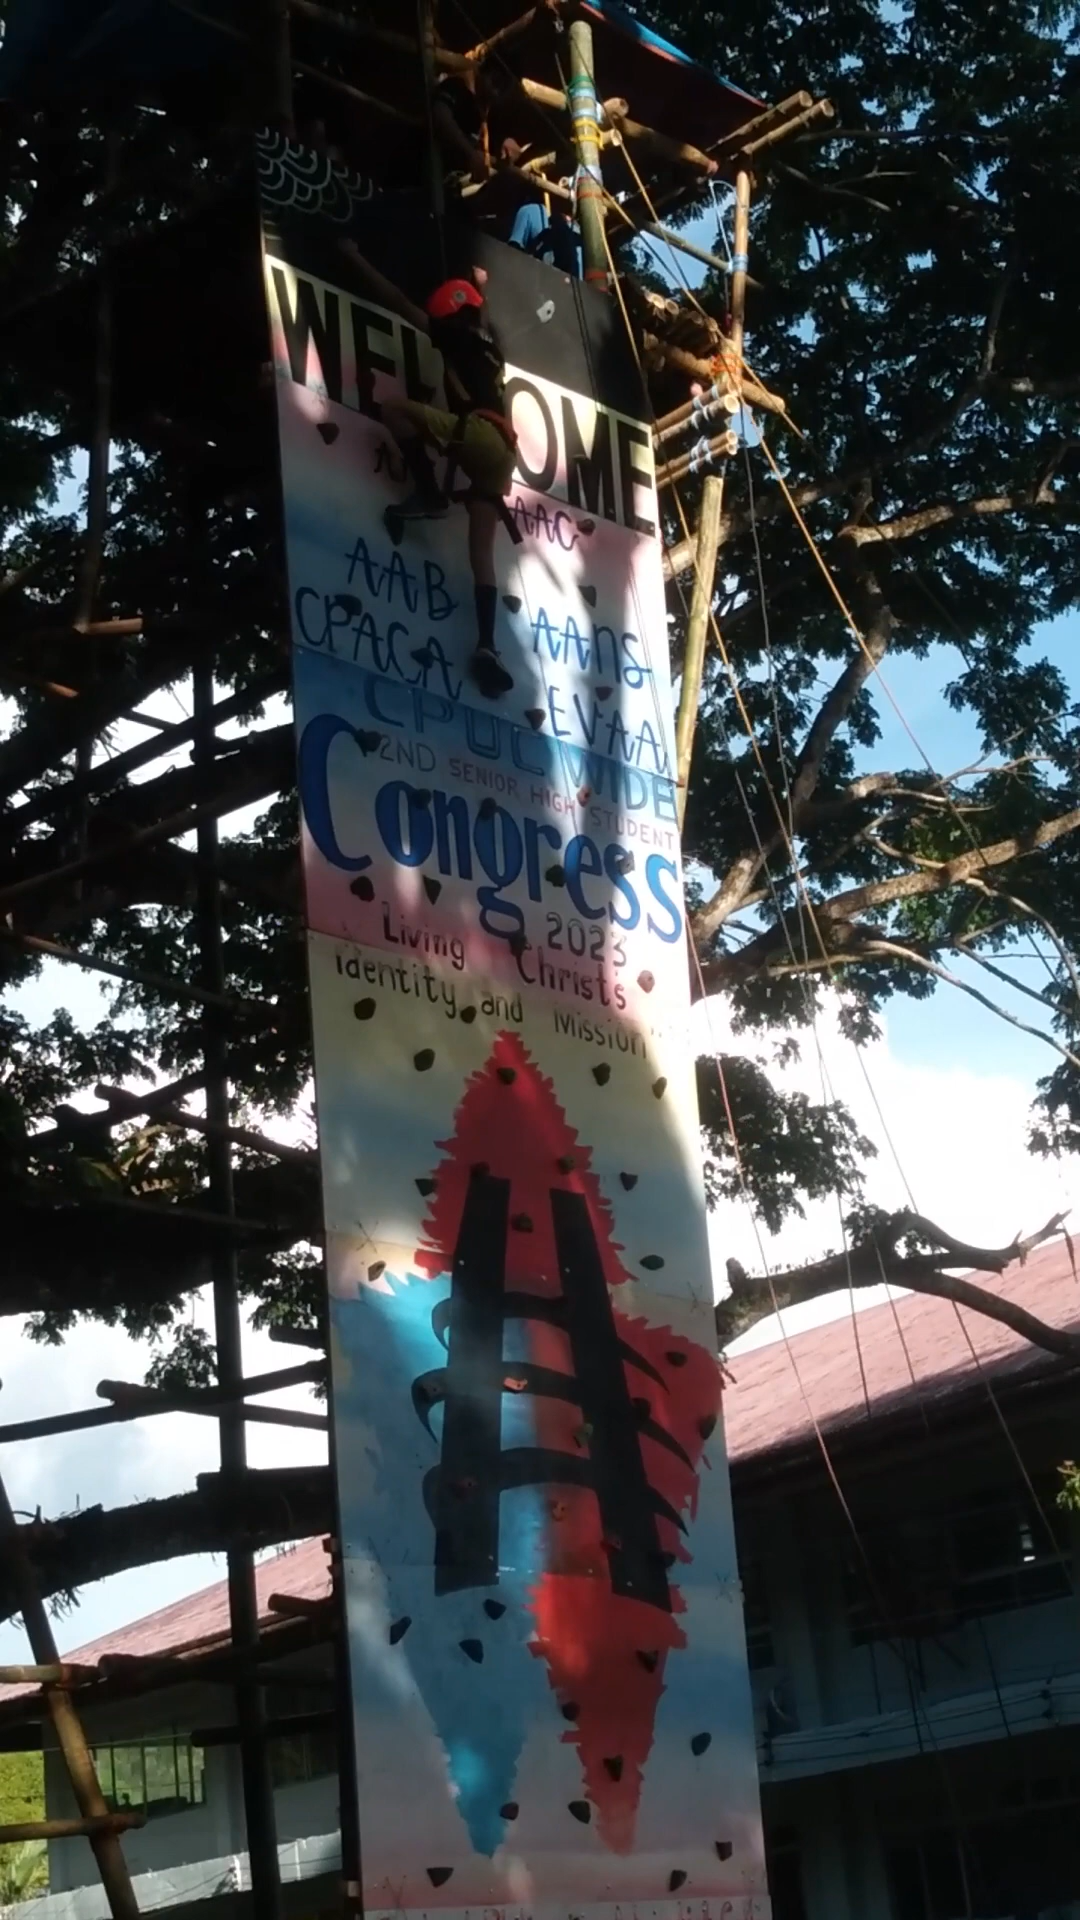 WELCOME
AAC
AAB
AANS
CPACA
EVAA
CPUC WIDE
2ND SENIOR HIGH STUDENT
Congress
2023
Living Christ's
identity and Mission"